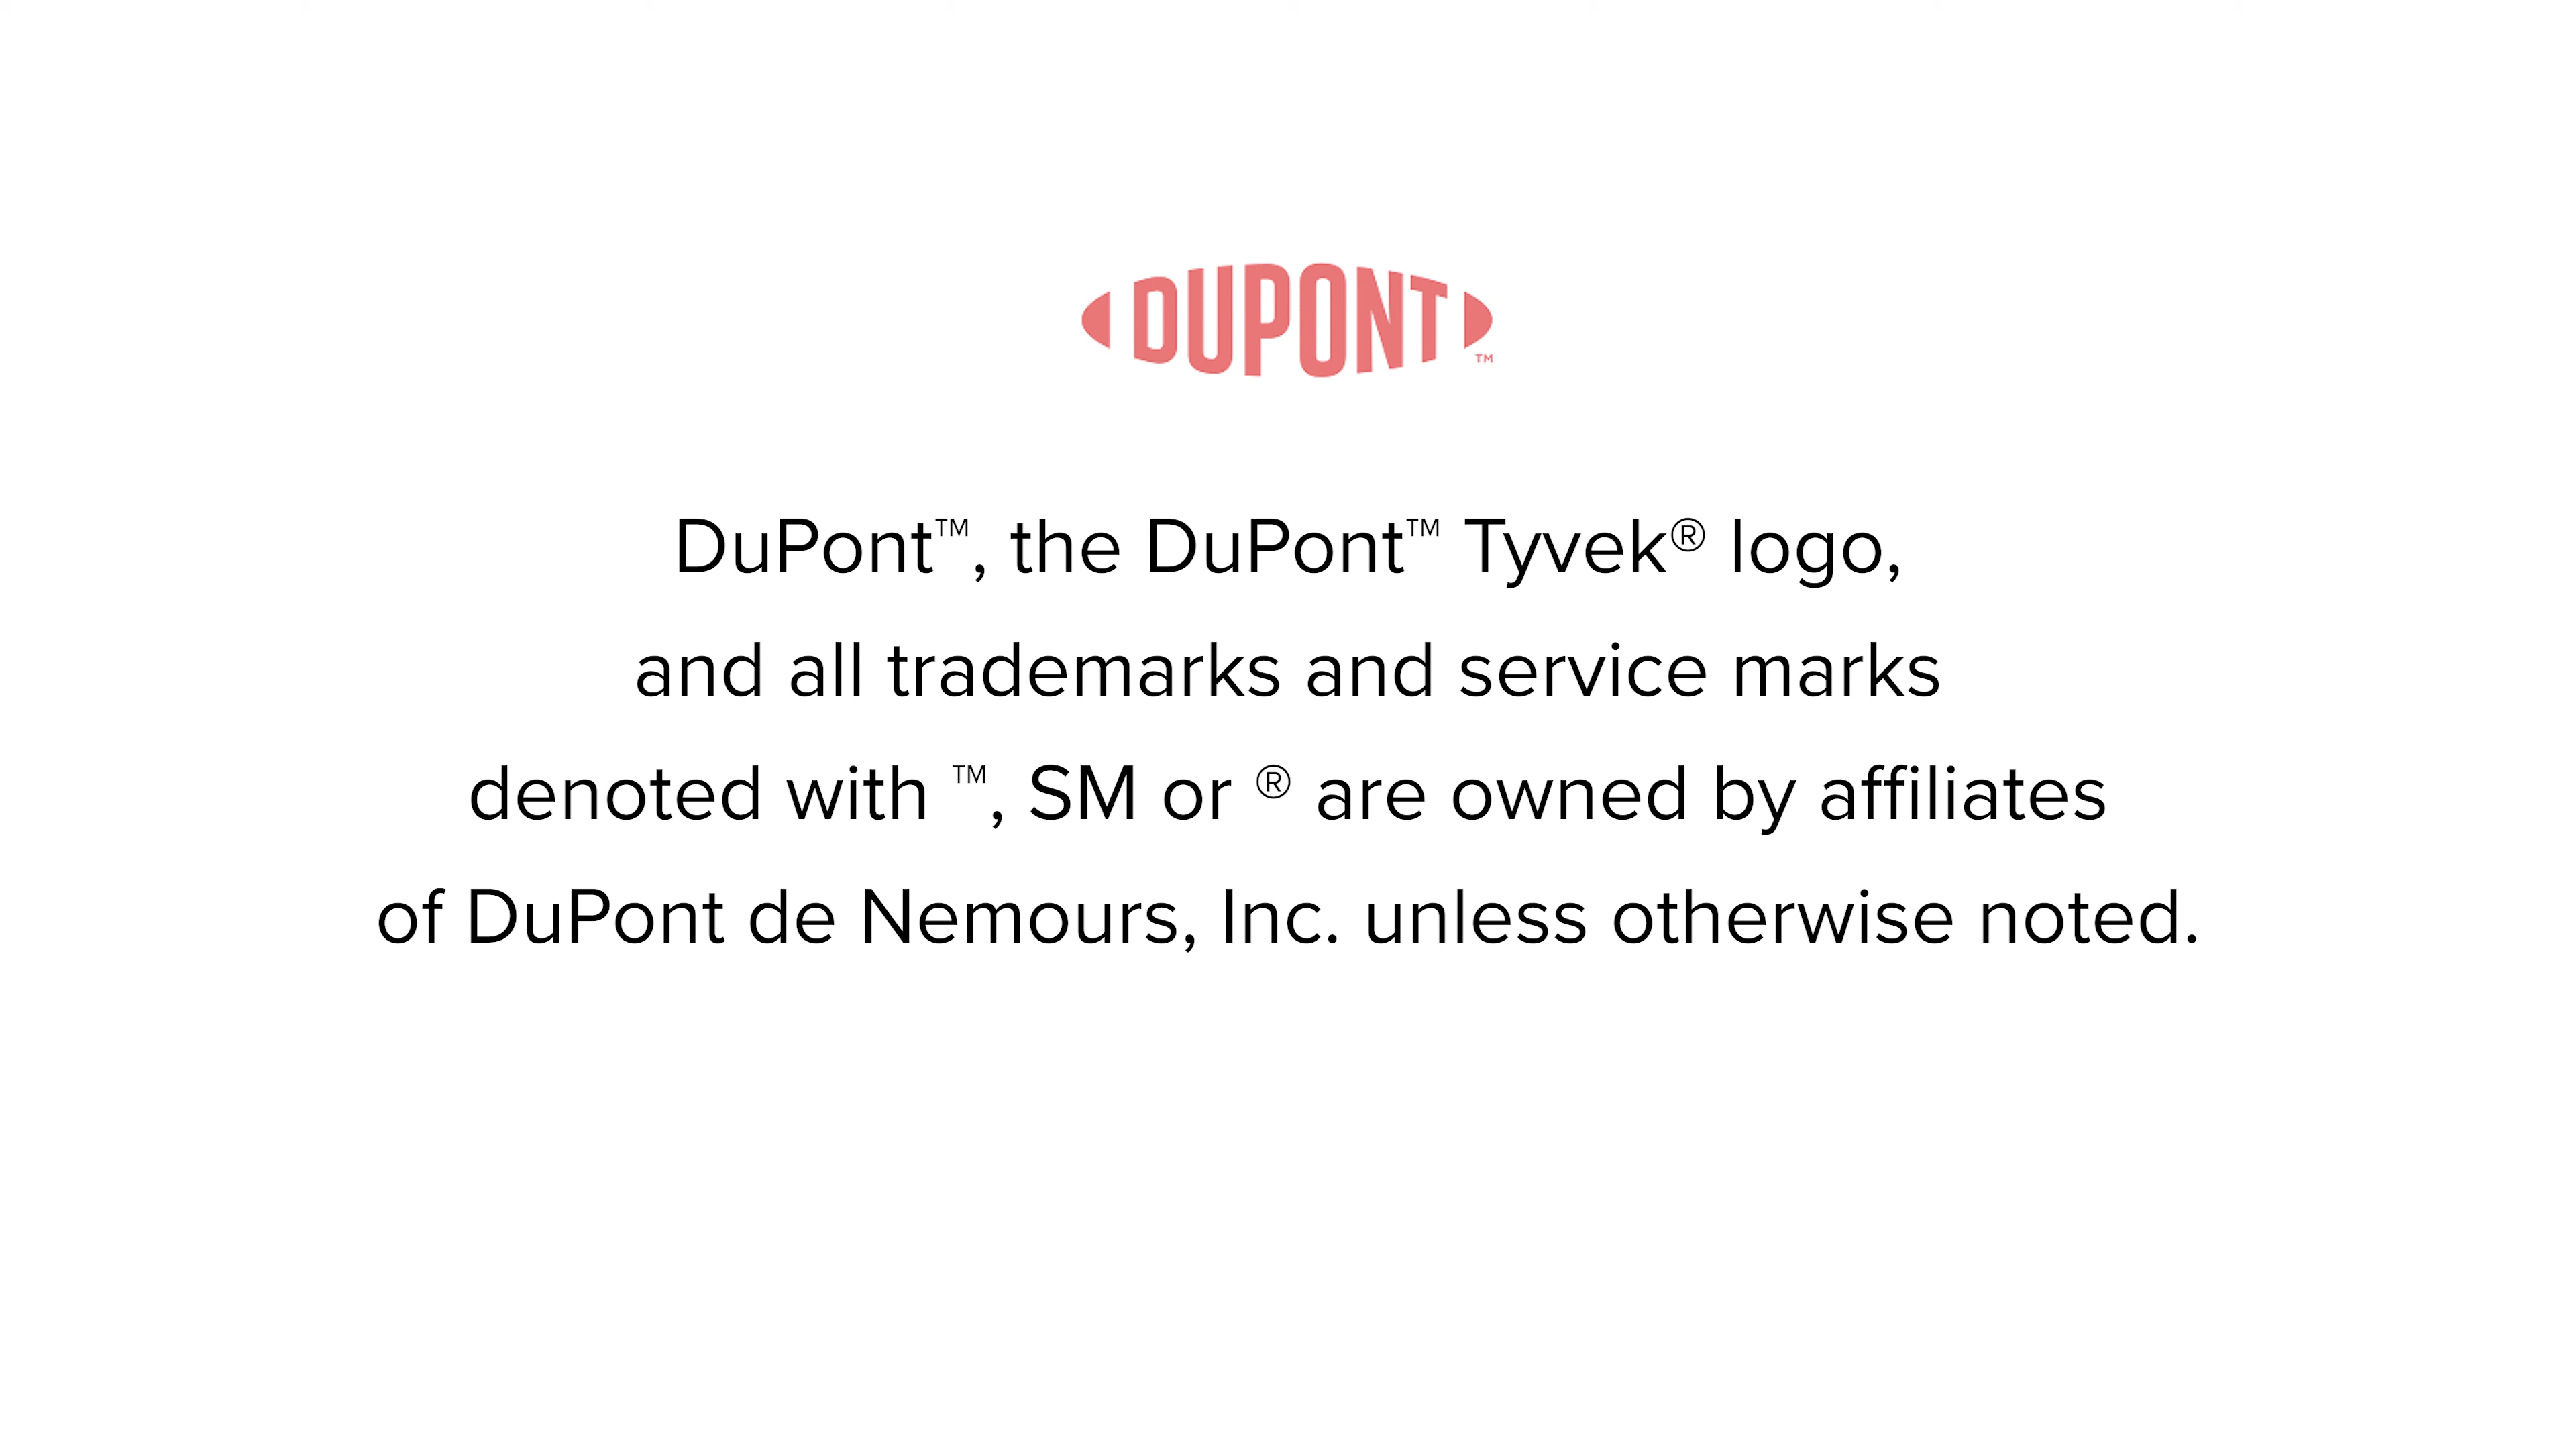 DUPONT™
DuPont™, the DuPont™ Tyvek® logo,
and all trademarks and service marks
denoted with ™, SM or ® are owned by affiliates
of DuPont de Nemours, Inc. unless otherwise noted.